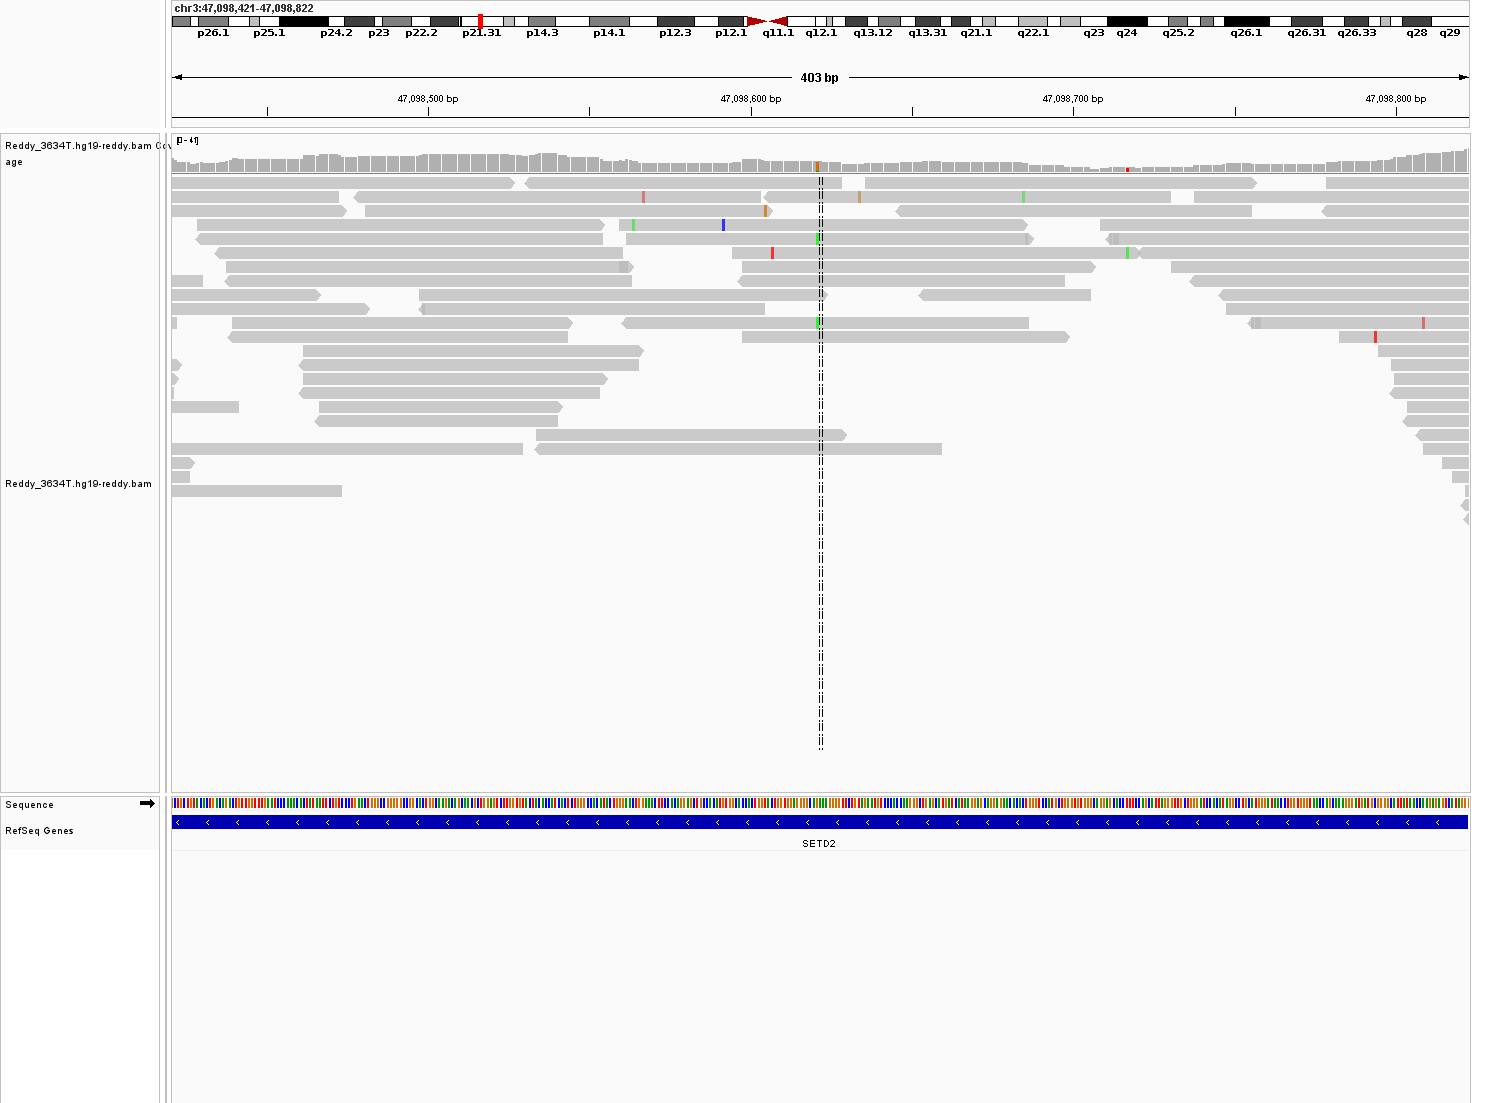 chr3:47,098,421-47,098,822
p26.1 p25.1 p24.2 p23 p22.2 p21.31 p14.3 p14.1 p12.3 p12.1 q11.1 q12.1 q13.12 q13.31 q21.1 q22.1 q23 q24 q25.2 q26.1 q26.31 q26.33 q28 q29
403 bp
47,098,500 bp 47,098,600 bp 47,098,700 bp 47,098,800 bp
[0 - 41]
Reddy_3634T.hg19-reddy.bam Cov
age
Reddy_3634T.hg19-reddy.bam
Sequence
RefSeq Genes
SETD2